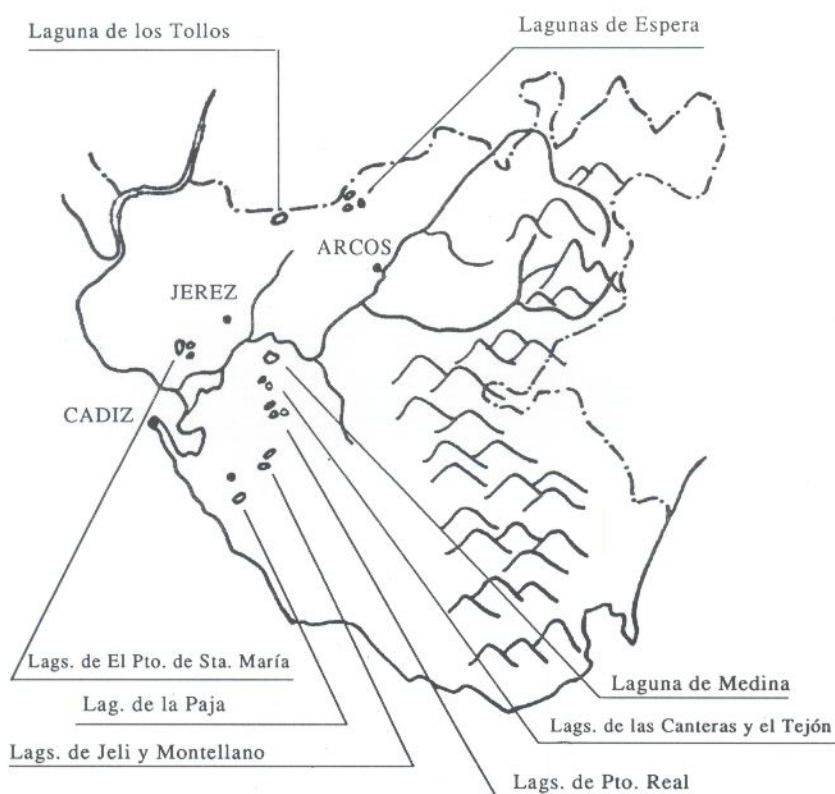 Laguna de los Tollos
Lagunas de Espera
ARCOS
JEREZ
CADIZ
Lags. de El Pto. de Sta. María
Laguna de Medina
Lag. de la Paja
Lags. de las Canteras y el Tejón
Lags. de Jeli y Montellano
Lags. de Pto. Real